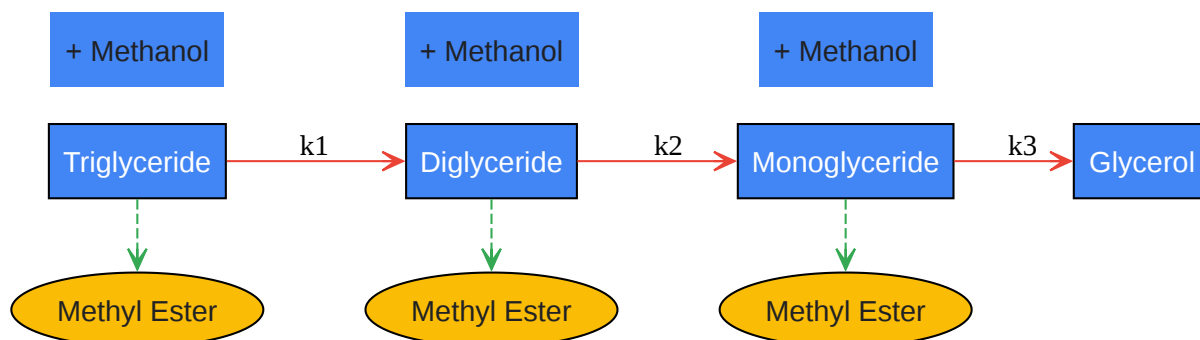 + Methanol
+ Methanol
+ Methanol
k1
k2
k3
Triglyceride
Diglyceride
Monoglyceride
Glycerol
Methyl Ester
Methyl Ester
Methyl Ester